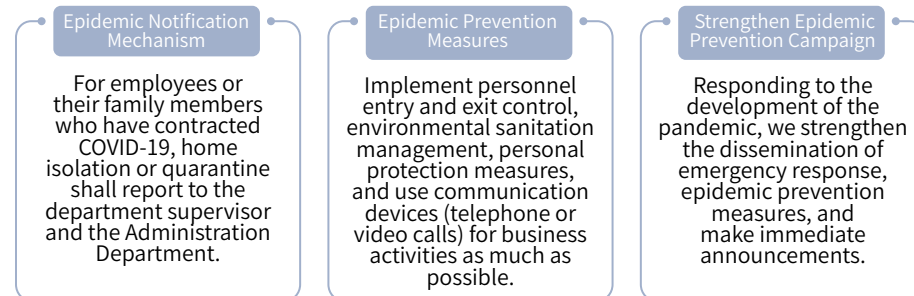 Epidemic Notification
Mechanism
For employees or
their family members
who have contracted
COVID-19, home
isolation or quarantine
shall report to the
department supervisor
and the Administration
Department.
Epidemic Prevention
Measures
Implement personnel
entry and exit control,
environmental sanitation
management, personal
protection measures,
and use communication
devices (telephone or
video calls) for business
activities as much as
possible.
Strengthen Epidemic
Prevention Campaign
Responding to the
development of the
pandemic, we strengthen
the dissemination of
emergency response,
epidemic prevention
measures, and
make immediate
announcements.